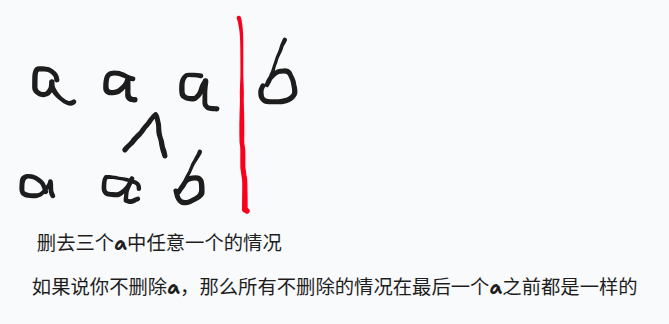 a a a b
a a b
删去三个a中任意一个的情况
如果说你不删除a，那么所有不删除的情况在最后一个a之前都是一样的